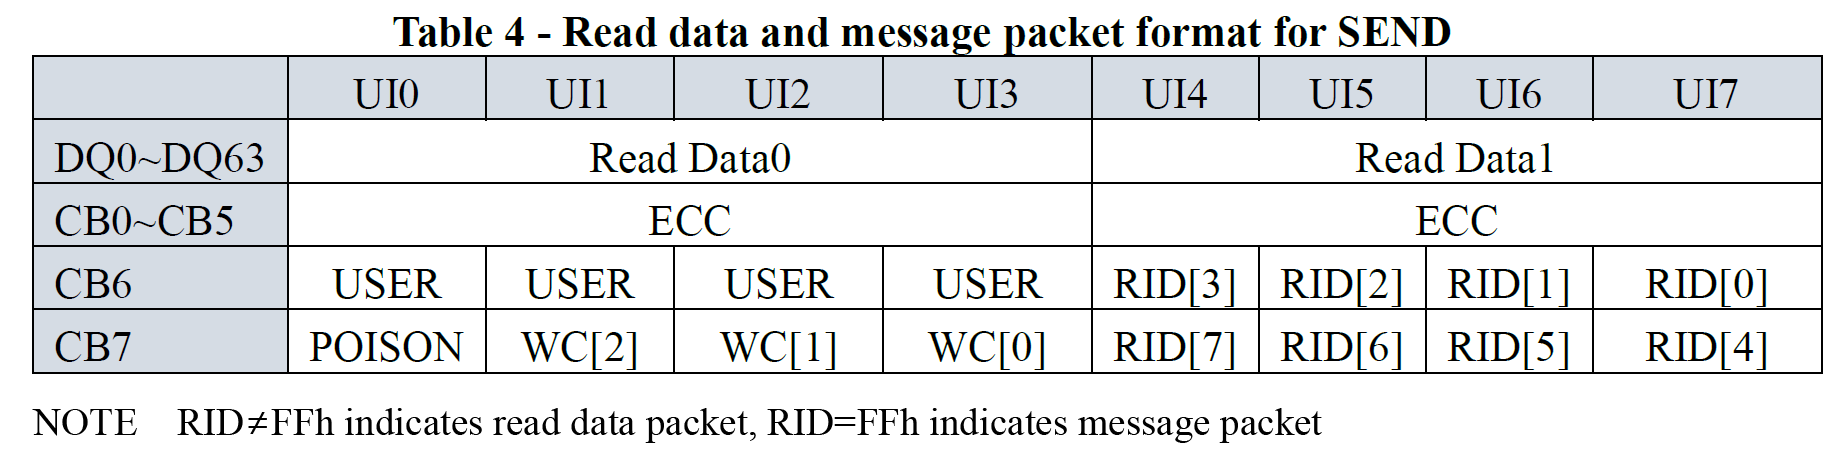 Table 4 - Read data and message packet format for SEND
UI0 UI1 UI2 UI3 UI4 UI5 UI6 UI7
DQ0~DQ63 Read Data0 Read Data1
CB0~CB5 ECC ECC
CB6 USER USER USER USER RID[3] RID[2] RID[1] RID[0]
CB7 POISON WC[2] WC[1] WC[0] RID[7] RID[6] RID[5] RID[4]
NOTE RID≠FFh indicates read data packet, RID=FFh indicates message packet